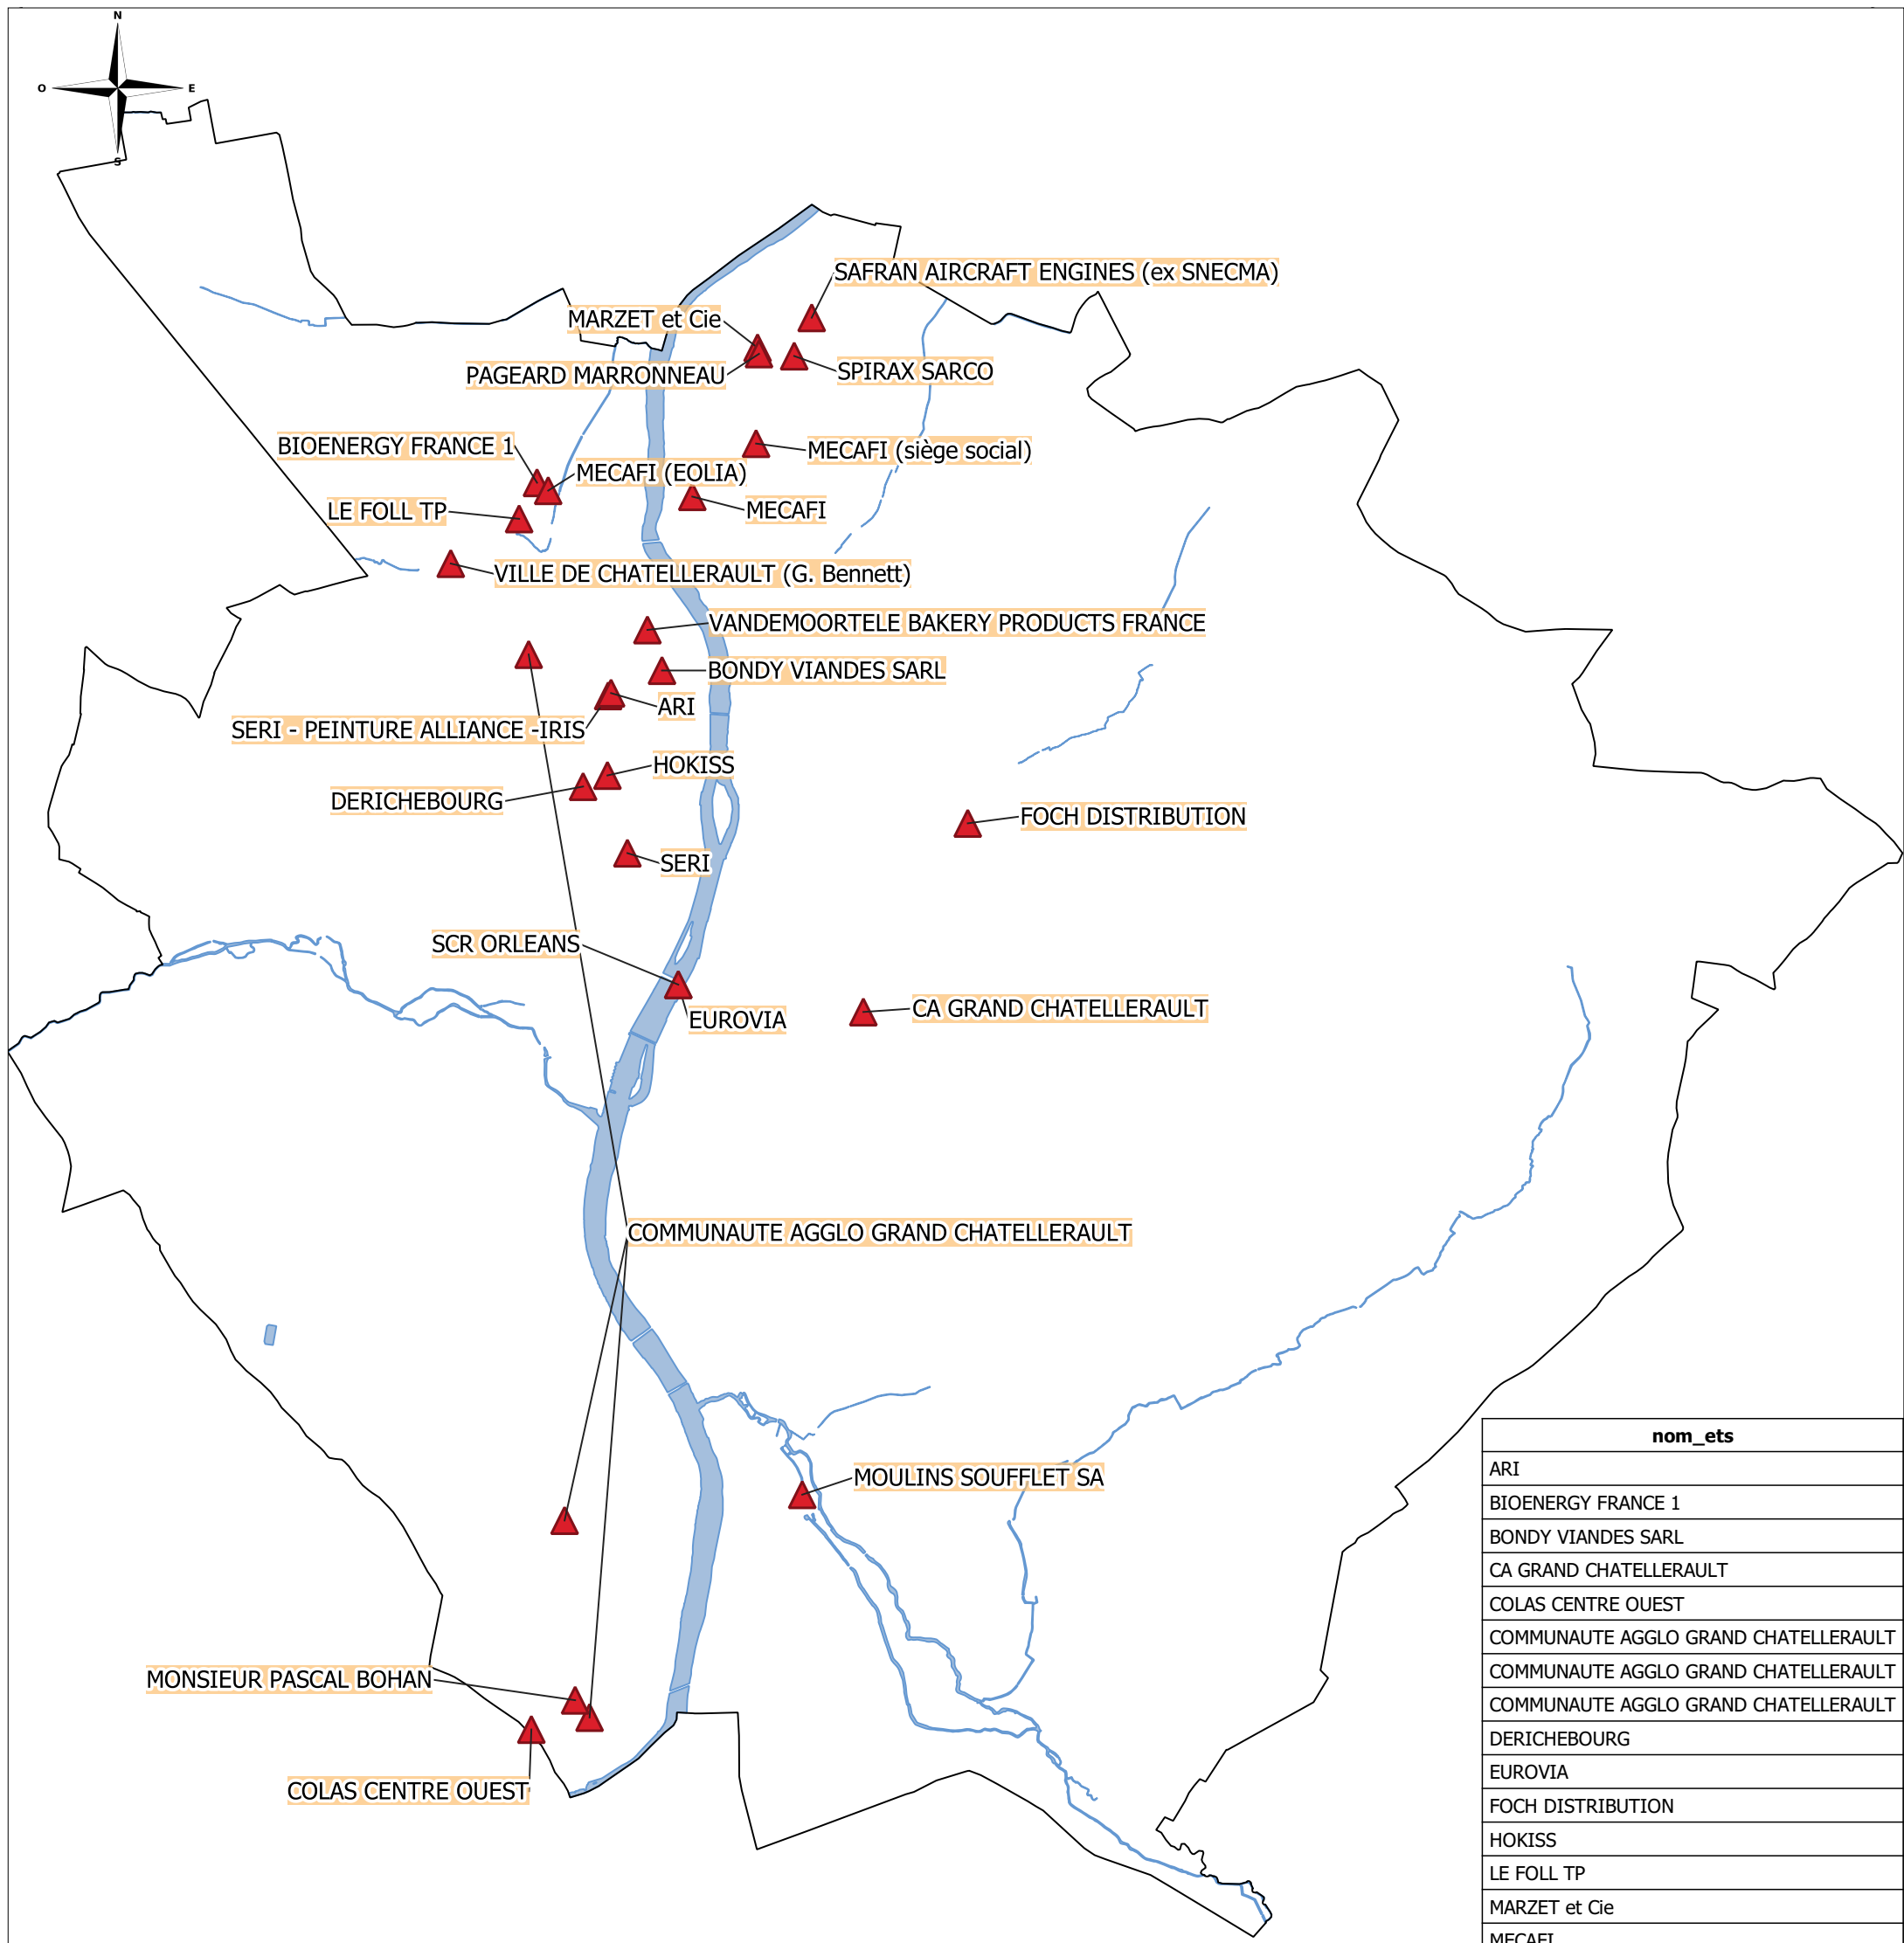 N
O
E
S
SAFRAN AIRCRAFT ENGINES (ex SNECMA)
MARZET et Cie
PAGEARD MARRONNEAU
SPIRAX SARCO
BIOENERGY FRANCE 1
MECAFI (siège social)
MECAFI (EOLIA)
LE FOLL TP
MECAFI
VILLE DE CHATELLERAULT (G. Bennett)
VANDEMOORTELE BAKERY PRODUCTS FRANCE
BONDY VIANDES SARL
ARI
SERI - PEINTURE ALLIANCE -IRIS
HOKISS
DERICHEBOURG
FOCH DISTRIBUTION
SERI
SCR ORLEANS
CA GRAND CHATELLERAULT
EUROVIA
COMMUNAUTE AGGLO GRAND CHATELLERAULT
MOULINS SOUFFLET SA
MONSIEUR PASCAL BOHAN
COLAS CENTRE OUEST
nom_ets
ARI
BIOENERGY FRANCE 1
BONDY VIANDES SARL
CA GRAND CHATELLERAULT
COLAS CENTRE OUEST
COMMUNAUTE AGGLO GRAND CHATELLERAULT
COMMUNAUTE AGGLO GRAND CHATELLERAULT
COMMUNAUTE AGGLO GRAND CHATELLERAULT
DERICHEBOURG
EUROVIA
FOCH DISTRIBUTION
HOKISS
LE FOLL TP
MARZET et Cie
MECAFI